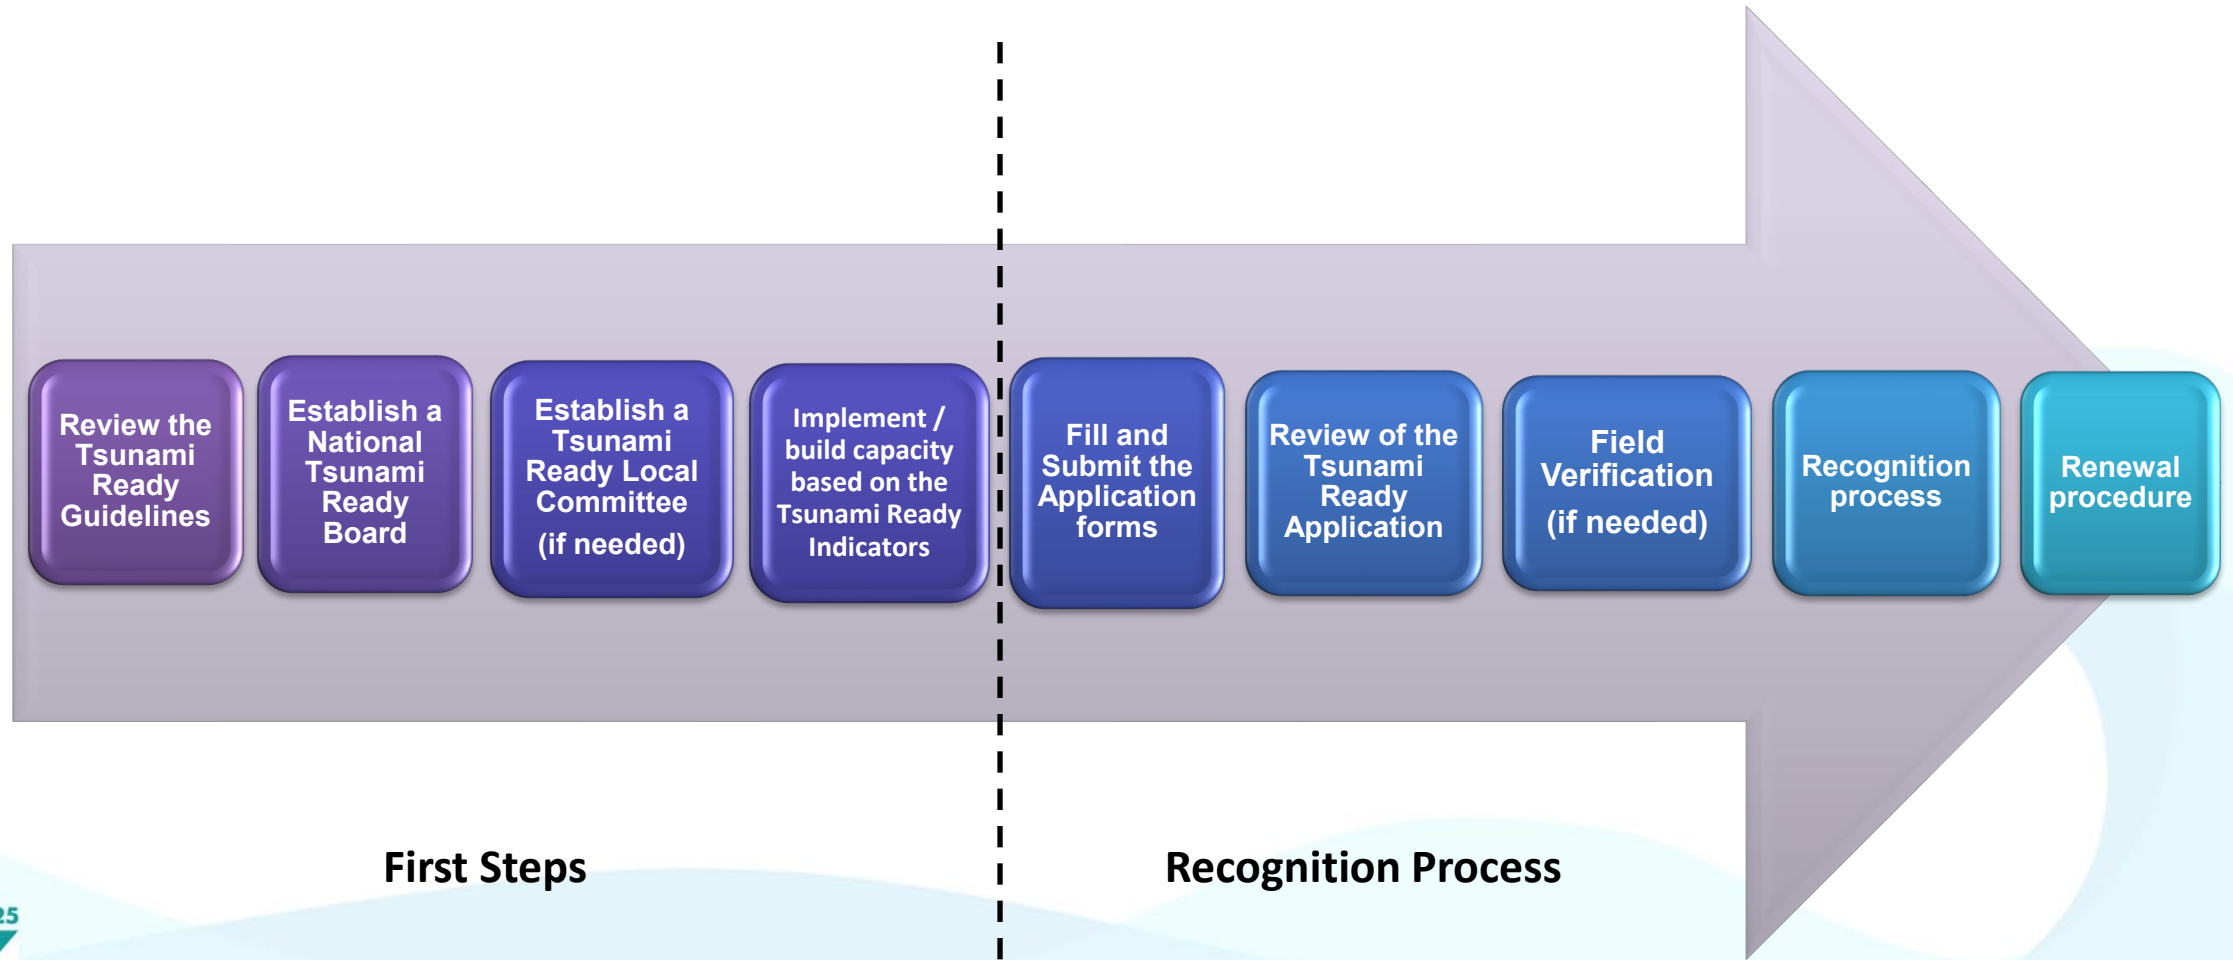 Review the
Tsunami
Ready
Guidelines
Establish a
National
Tsunami
Ready
Board
Establish a
Tsunami
Ready Local
Committee
(if needed)
Implement /
build capacity
based on the
Tsunami Ready
Indicators
Fill and
Submit the
Application
forms
Review of the
Tsunami
Ready
Application
Field
Verification
(if needed)
Recognition
process
Renewal
procedure
First Steps
Recognition Process
25